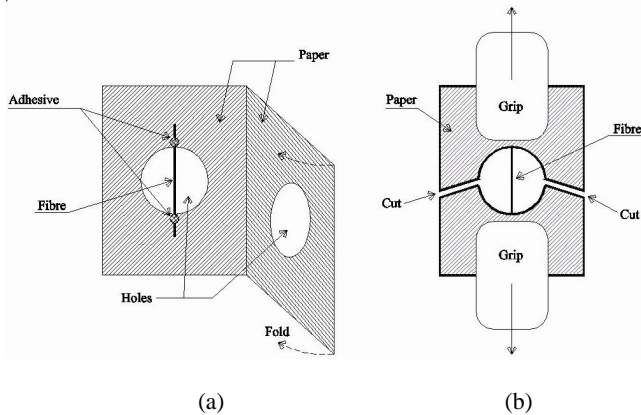 Paper
Adhesive
Fibre
Holes
Fold
(a)
Grip
Paper
Fibre
Cut
Cut
Grip
(b)